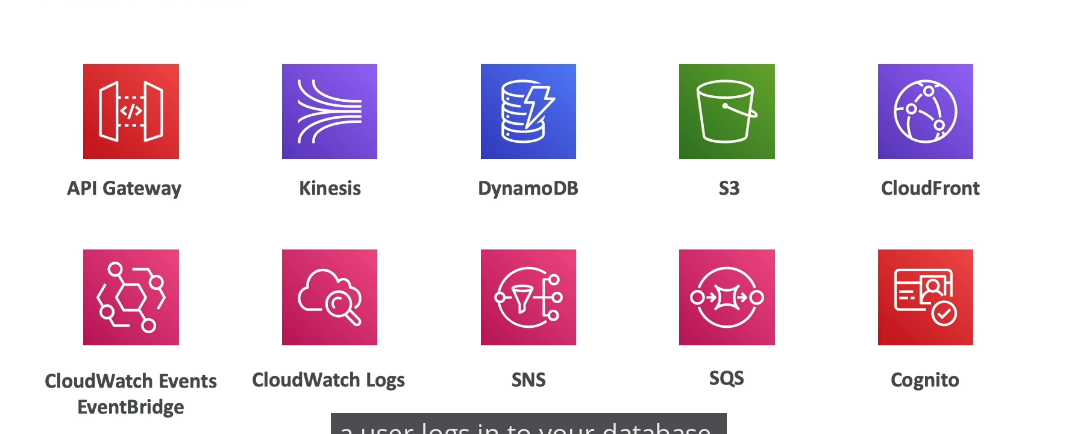 API Gateway
Kinesis
DynamoDB
S3
CloudFront
CloudWatch Events
EventBridge
CloudWatch Logs
SNS
SQS
Cognito
a user logs in to your database